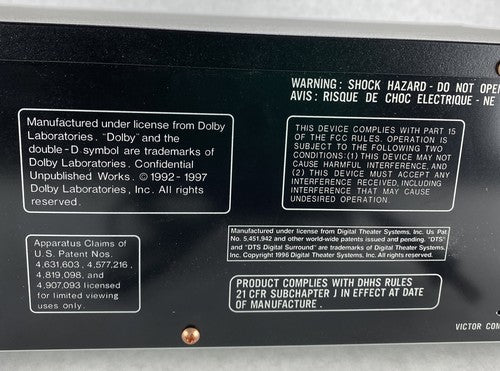 WARNING : SHOCK HAZARD - DO NOT OPEN
AVIS : RISQUE DE CHOC ELECTRIQUE - NE
Manufactured under license from Dolby
Laboratories. "Dolby" and the
double-D symbol are trademarks of
Dolby Laboratories. Confidential
Unpublished Works. © 1992-1997
Dolby Laboratories, Inc. All rights
reserved.
THIS DEVICE COMPLIES WITH PART 15
OF THE FCC RULES. OPERATION IS
SUBJECT TO THE FOLLOWING TWO
CONDITIONS:(1) THIS DEVICE MAY NOT
CAUSE HARMFUL INTERFERENCE, AND
(2) THIS DEVICE MUST ACCEPT ANY
INTERFERENCE RECEIVED, INCLUDING
INTERFERENCE THAT MAY CAUSE
UNDESIRED OPERATION.
Apparatus Claims of
U.S. Patent Nos.
4,631,603, 4,577,216,
4,819,098, and
4,907,093 licensed
for limited viewing
uses only.
Manufactured under license from Digital Theater Systems, Inc. Us Pat.
No. 5,451,942 and other world-wide patents issued and pending. "DTS"
and "DTS Digital Surround" are trademarks of Digital Theater Systems,
Inc. Copyright 1996 Digital Theater Systems, Inc. All rights reserved.
PRODUCT COMPLIES WITH DHHS RULES
21 CFR SUBCHAPTER J IN EFFECT AT DATE
OF MANUFACTURE.
VICTOR COM